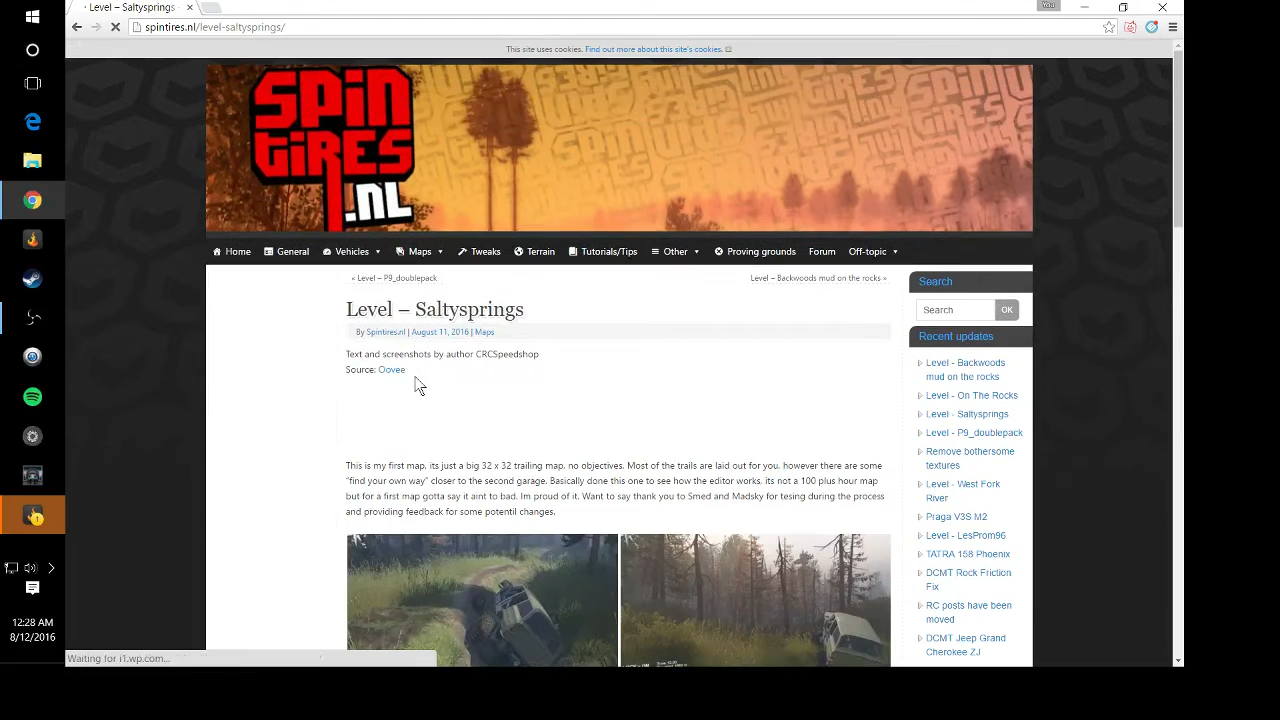 Level – Saltysprings
You
spintires.nl/level-saltysprings/
This site uses cookies. Find out more about this site's cookies.
SPIN
TIRES
.NL
Home General Vehicles Maps Tweaks Terrain Tutorials/Tips Other Proving grounds Forum Off-topic
« Level – P9_doublepack
Level – Backwoods mud on the rocks »
Level – Saltysprings
By Spintires.nl | August 11, 2016 | Maps
Text and screenshots by author CRCSpeedshop
Source: Oovee
This is my first map, its just a big 32 x 32 trailing map, no objectives. Most of the trails are laid out for you, however there are some
"find your own way" closer to the second garage. Basically done this one to see how the editor works. its not a 100 plus hour map
but for a first map gotta say it aint to bad. Im proud of it. Want to say thank you to Smed and Madsky for tesing during the process
and providing feedback for some potentil changes.
Search
Search OK
Recent updates
Level - Backwoods
mud on the rocks
Level - On The Rocks
Level - Saltysprings
Level - P9_doublepack
Remove bothersome
textures
Level - West Fork
River
Praga V3S M2
Level - LesProm96
TATRA 158 Phoenix
DCMT Rock Friction
Fix
RC posts have been
moved
DCMT Jeep Grand
Cherokee ZJ
Waiting for i1.wp.com...
1
12:28 AM
8/12/2016